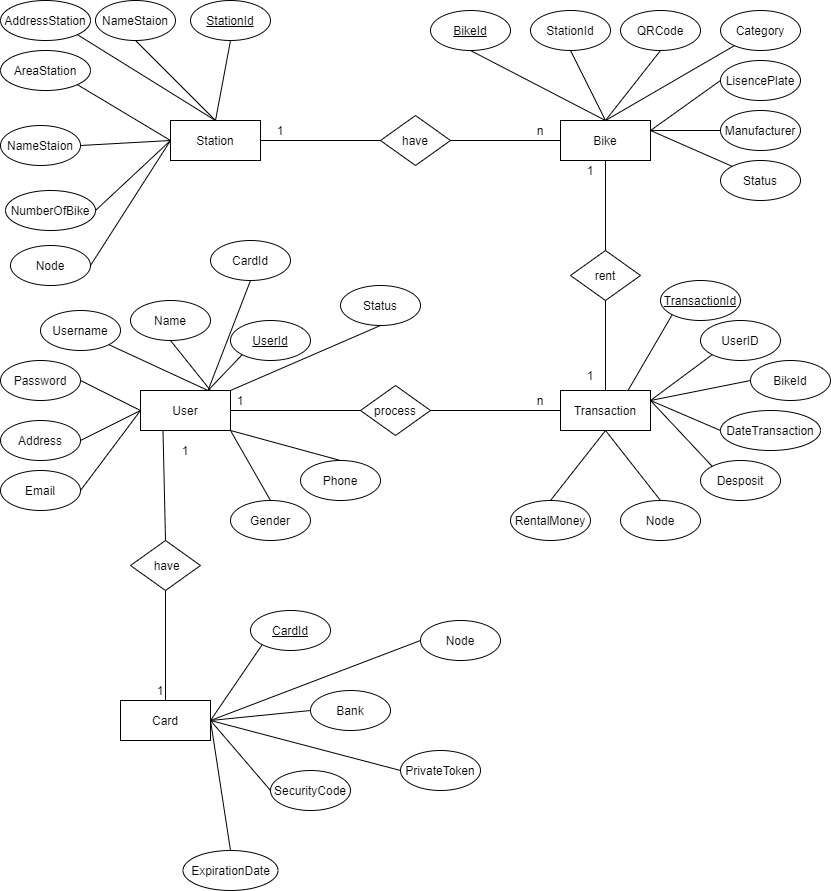 AddressStation
NameStaion
StationId
BikeId
StationId
QRCode
Category
AreaStation
LisencePlate
NameStaion
Station
1
have
n
Bike
Manufacturer
1
Status
NumberOfBike
Node
CardId
rent
Status
TransactionId
Username
Name
UserId
UserID
Password
1
BikeId
User
1
process
n
Transaction
Address
DateTransaction
1
Email
Phone
Desposit
Gender
RentalMoney
Node
have
CardId
Node
1
Card
Bank
PrivateToken
SecurityCode
ExpirationDate